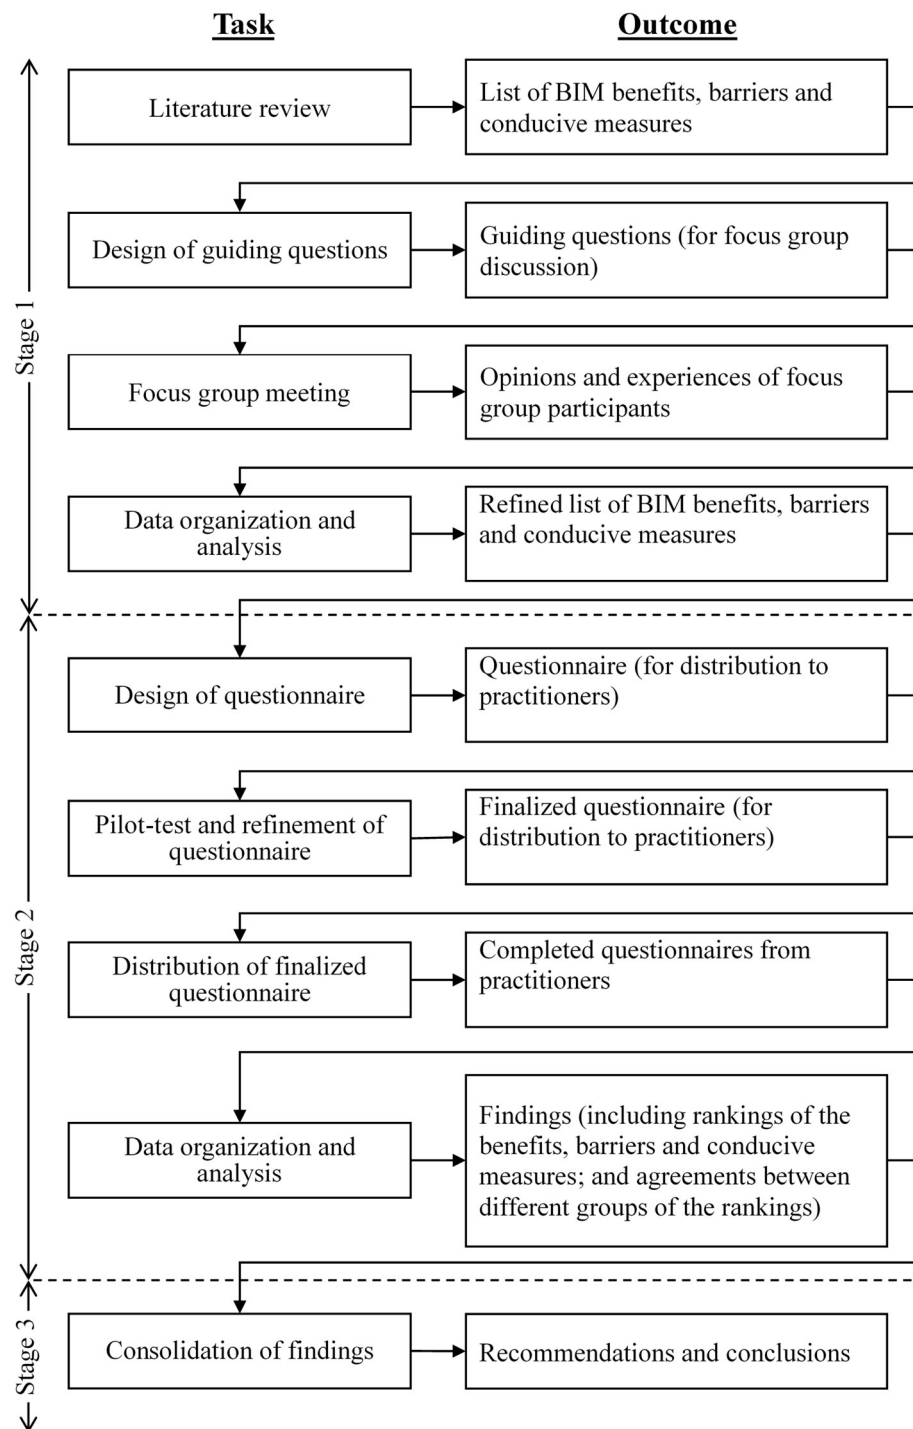 Task
Outcome
Stage 1
Literature review
List of BIM benefits, barriers and
conducive measures
Design of guiding questions
Guiding questions (for focus group
discussion)
Focus group meeting
Opinions and experiences of focus
group participants
Data organization and
analysis
Refined list of BIM benefits, barriers
and conducive measures
Stage 2
Design of questionnaire
Questionnaire (for distribution to
practitioners)
Pilot-test and refinement of
questionnaire
Finalized questionnaire (for
distribution to practitioners)
Distribution of finalized
questionnaire
Completed questionnaires from
practitioners
Data organization and
analysis
Findings (including rankings of the
benefits, barriers and conducive
measures; and agreements between
different groups of the rankings)
Stage 3
Consolidation of findings
Recommendations and conclusions